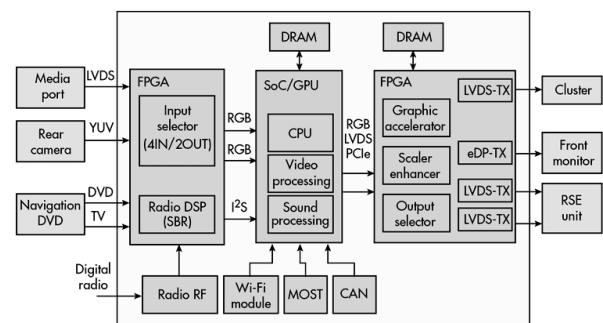 DRAM
DRAM
Media
port
LVDS
FPGA
Input
selector
(4IN/2OUT)
Radio DSP
(SBR)
Rear
camera
YUV
Navigation
DVD
DVD
TV
Digital
radio
Radio RF
RGB
RGB
I²S
SoC/GPU
CPU
Video
processing
Sound
processing
Wi-Fi
module
MOST
CAN
RGB
LVDS
PCIe
FPGA
Graphic
accelerator
Scaler
enhancer
Output
selector
LVDS-TX
eDP-TX
LVDS-TX
LVDS-TX
Cluster
Front
monitor
RSE
unit